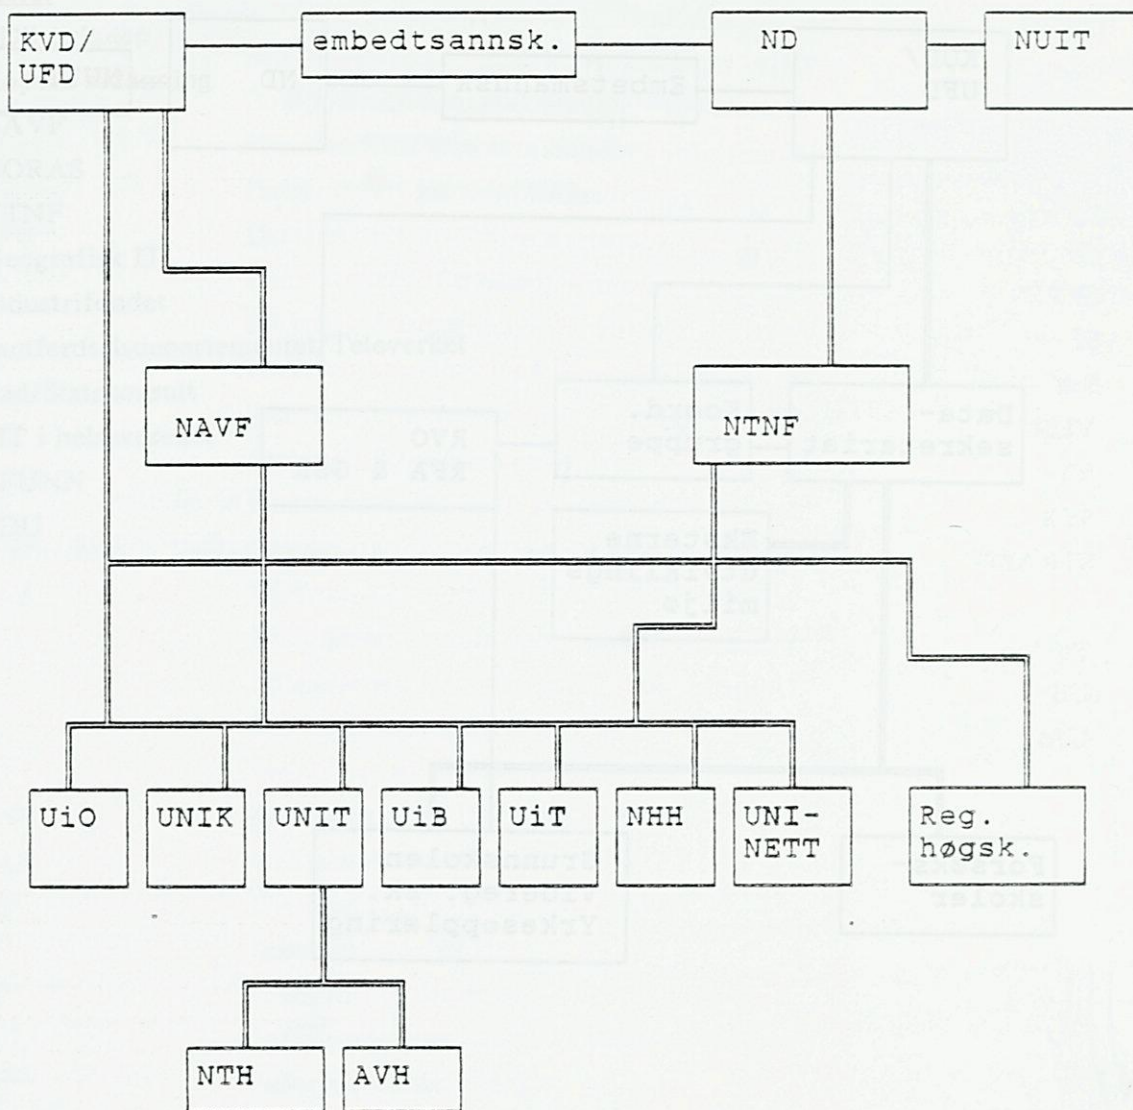 KVD/
UFD
embedtsannsk.
ND
NUIT
NAVF
NTNF
UiO
UNIK
UNIT
UiB
UiT
NHH
UNI-
NETT
Reg.
høgsk.
NTH
AVH